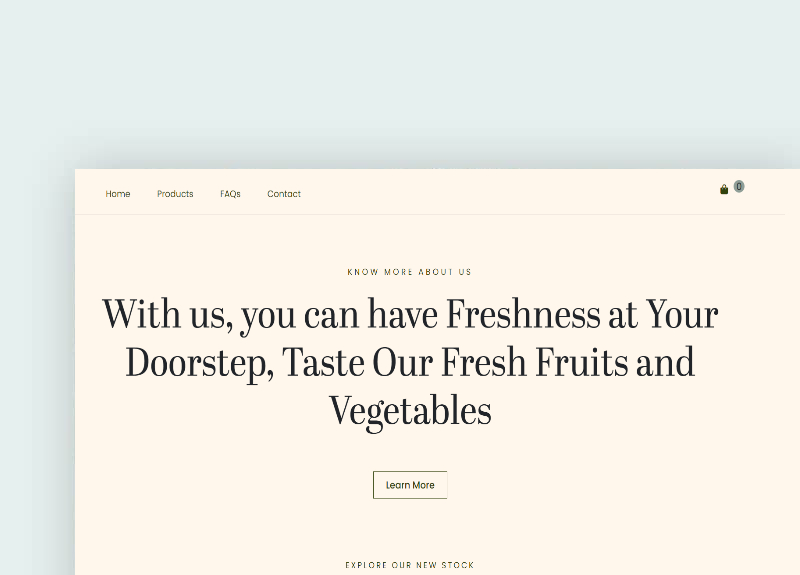 Home Products FAQs Contact 0
KNOW MORE ABOUT US
With us, you can have Freshness at Your
Doorstep, Taste Our Fresh Fruits and
Vegetables
Learn More
EXPLORE OUR NEW STOCK